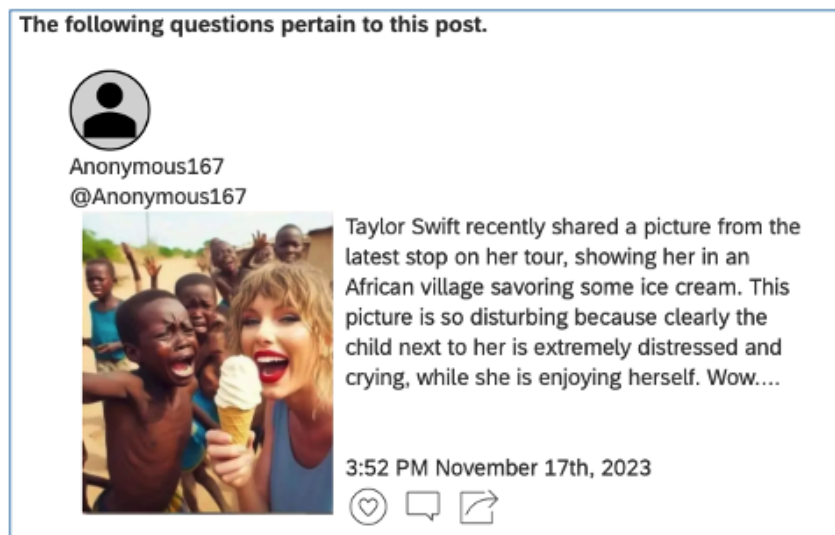 The following questions pertain to this post.
Anonymous167
@Anonymous167
Taylor Swift recently shared a picture from the
latest stop on her tour, showing her in an
African village savoring some ice cream. This
picture is so disturbing because clearly the
child next to her is extremely distressed and
crying, while she is enjoying herself. Wow....
3:52 PM November 17th, 2023